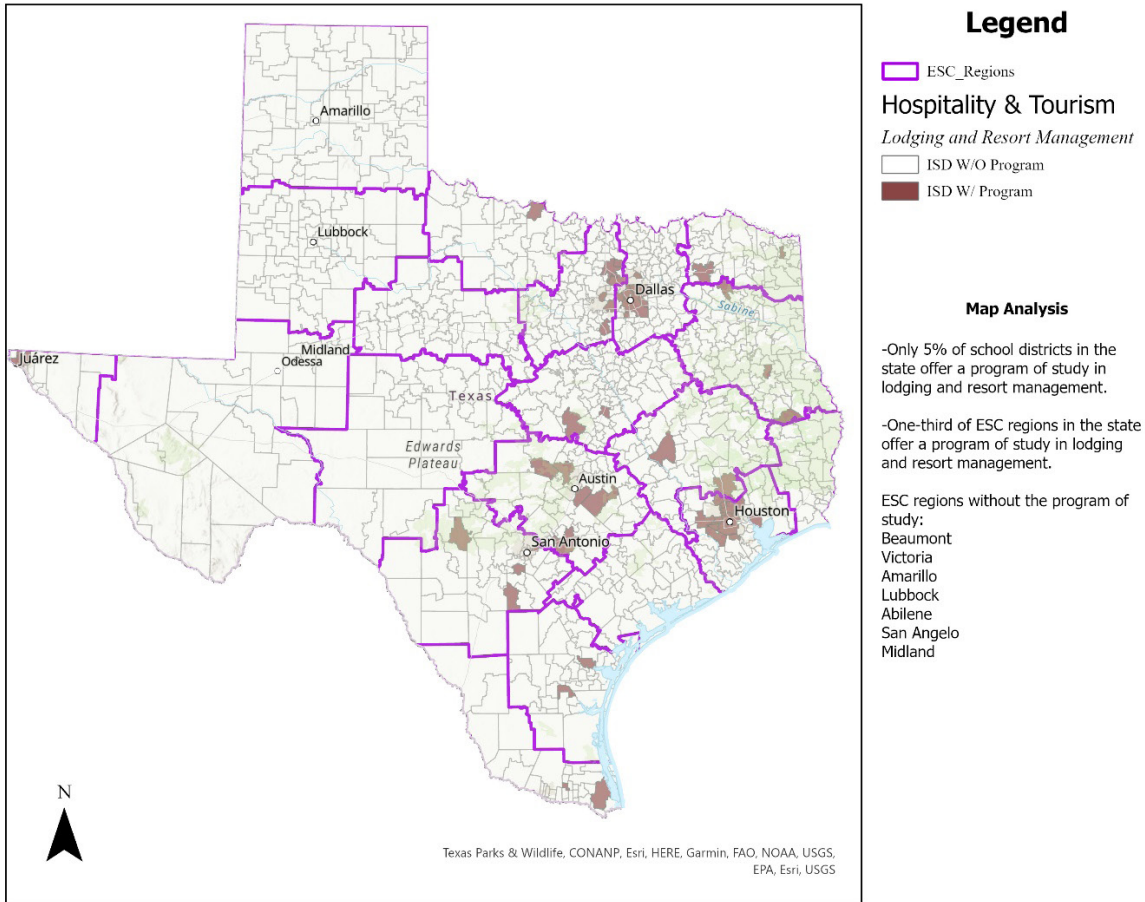 Amarillo
Lubbock
Dallas
Sabine
Juárez
Midland
Odessa
Texas
Edwards
Plateau
Austin
Houston
San Antonio
N
Texas Parks & Wildlife, CONANP, Esri, HERE, Garmin, FAO, NOAA, USGS,
EPA, Esri, USGS
Legend
ESC_Regions
Hospitality & Tourism
Lodging and Resort Management
ISD W/O Program
ISD W/ Program
Map Analysis
-Only 5% of school districts in the
state offer a program of study in
lodging and resort management.
-One-third of ESC regions in the state
offer a program of study in lodging
and resort management.
ESC regions without the program of
study:
Beaumont
Victoria
Amarillo
Lubbock
Abilene
San Angelo
Midland